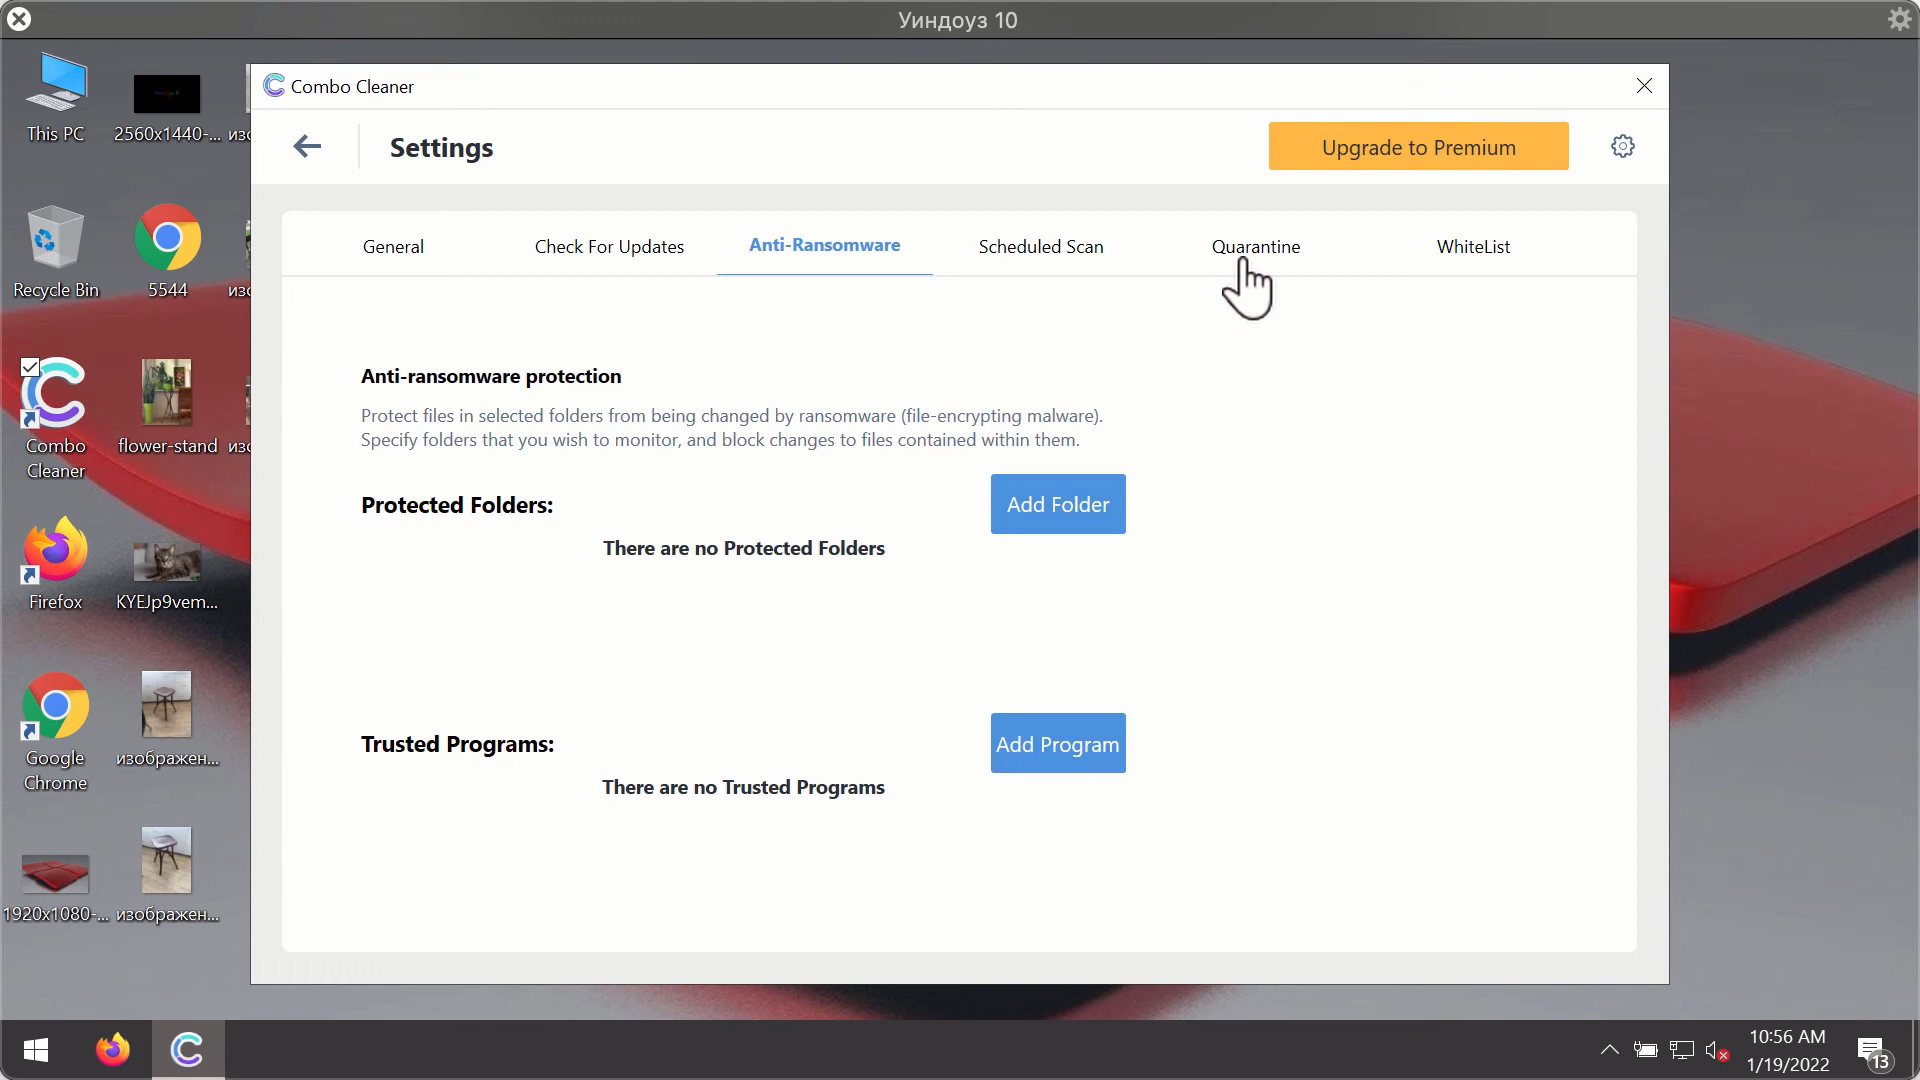 Уиндоуз 10
This PC
2560x1440-...
изо
Combo Cleaner
Settings
Upgrade to Premium
General
Check For Updates
Anti-Ransomware
Scheduled Scan
Quarantine
WhiteList
Recycle Bin
5544
изо
Anti-ransomware protection
Protect files in selected folders from being changed by ransomware (file-encrypting malware).
Specify folders that you wish to monitor, and block changes to files contained within them.
Combo
Cleaner
flower-stand
изо
Protected Folders:
Add Folder
There are no Protected Folders
Firefox
KYEJp9vem...
Trusted Programs:
Add Program
There are no Trusted Programs
Google
Chrome
изображен...
1920x1080-...
изображен...
10:56 AM
1/19/2022
13